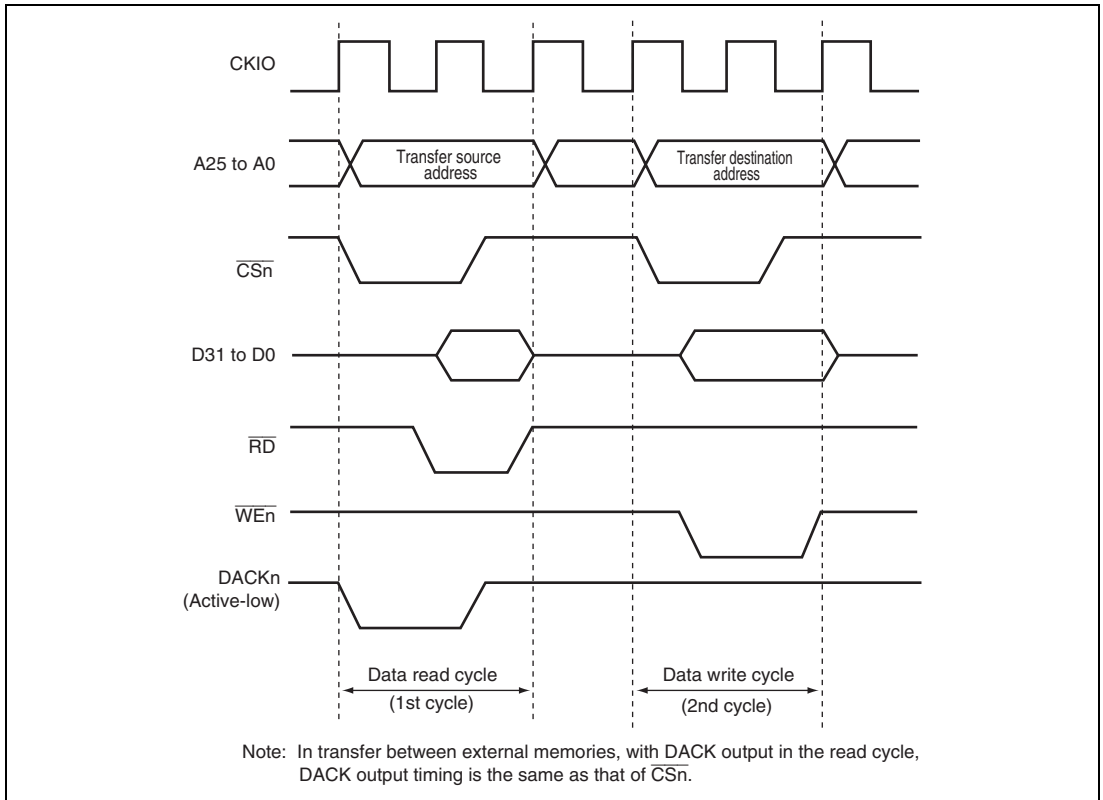 CKIO
A25 to A0
Transfer source
address
Transfer destination
address
CSn
D31 to D0
RD
WEn
DACKn
(Active-low)
Data read cycle
(1st cycle)
Data write cycle
(2nd cycle)
Note: In transfer between external memories, with DACK output in the read cycle,
DACK output timing is the same as that of CSn.